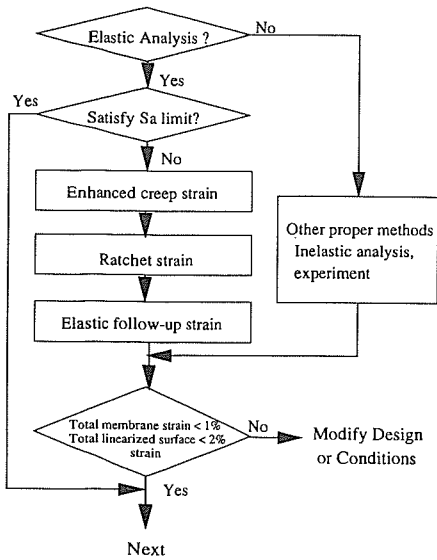 Elastic Analysis ?
No
Yes
Yes
Satisfy Sa limit?
No
Enhanced creep strain
Other proper methods
Inelastic analysis,
experiment
Ratchet strain
Elastic follow-up strain
Total membrane strain < 1%
Total linearized surface < 2%
strain
No
Modify Design
or Conditions
Yes
Next